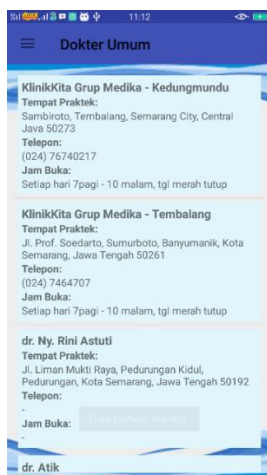 11:12
Dokter Umum
KlinikKita Grup Medika - Kedungmundu
Tempat Praktek:
Sambiroto, Tembalang, Semarang City, Central
Java 50273
Telepon:
(024) 76740217
Jam Buka:
Setiap hari 7pagi - 10 malam, tgl merah tutup
KlinikKita Grup Medika - Tembalang
Tempat Praktek:
Jl. Prof. Soedarto, Sumurboto, Banyumanik, Kota
Semarang, Jawa Tengah 50261
Telepon:
(024) 7464707
Jam Buka:
Setiap hari 7pagi - 10 malam, tgl merah tutup
dr. Ny. Rini Astuti
Tempat Praktek:
Jl. Liman Mukti Raya, Pedurungan Kidul,
Pedurungan, Kota Semarang, Jawa Tengah 50192
Telepon:
-
Jam Buka:
-
dr. Atik